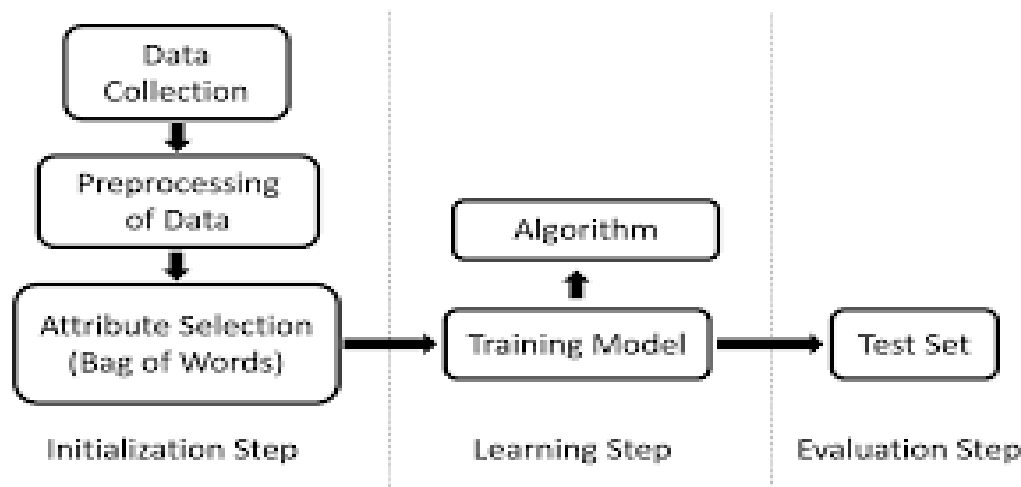 Data
Collection
Preprocessing
of Data
Attribute Selection
(Bag of Words)
Initialization Step
Algorithm
Training Model
Learning Step
Test Set
Evaluation Step